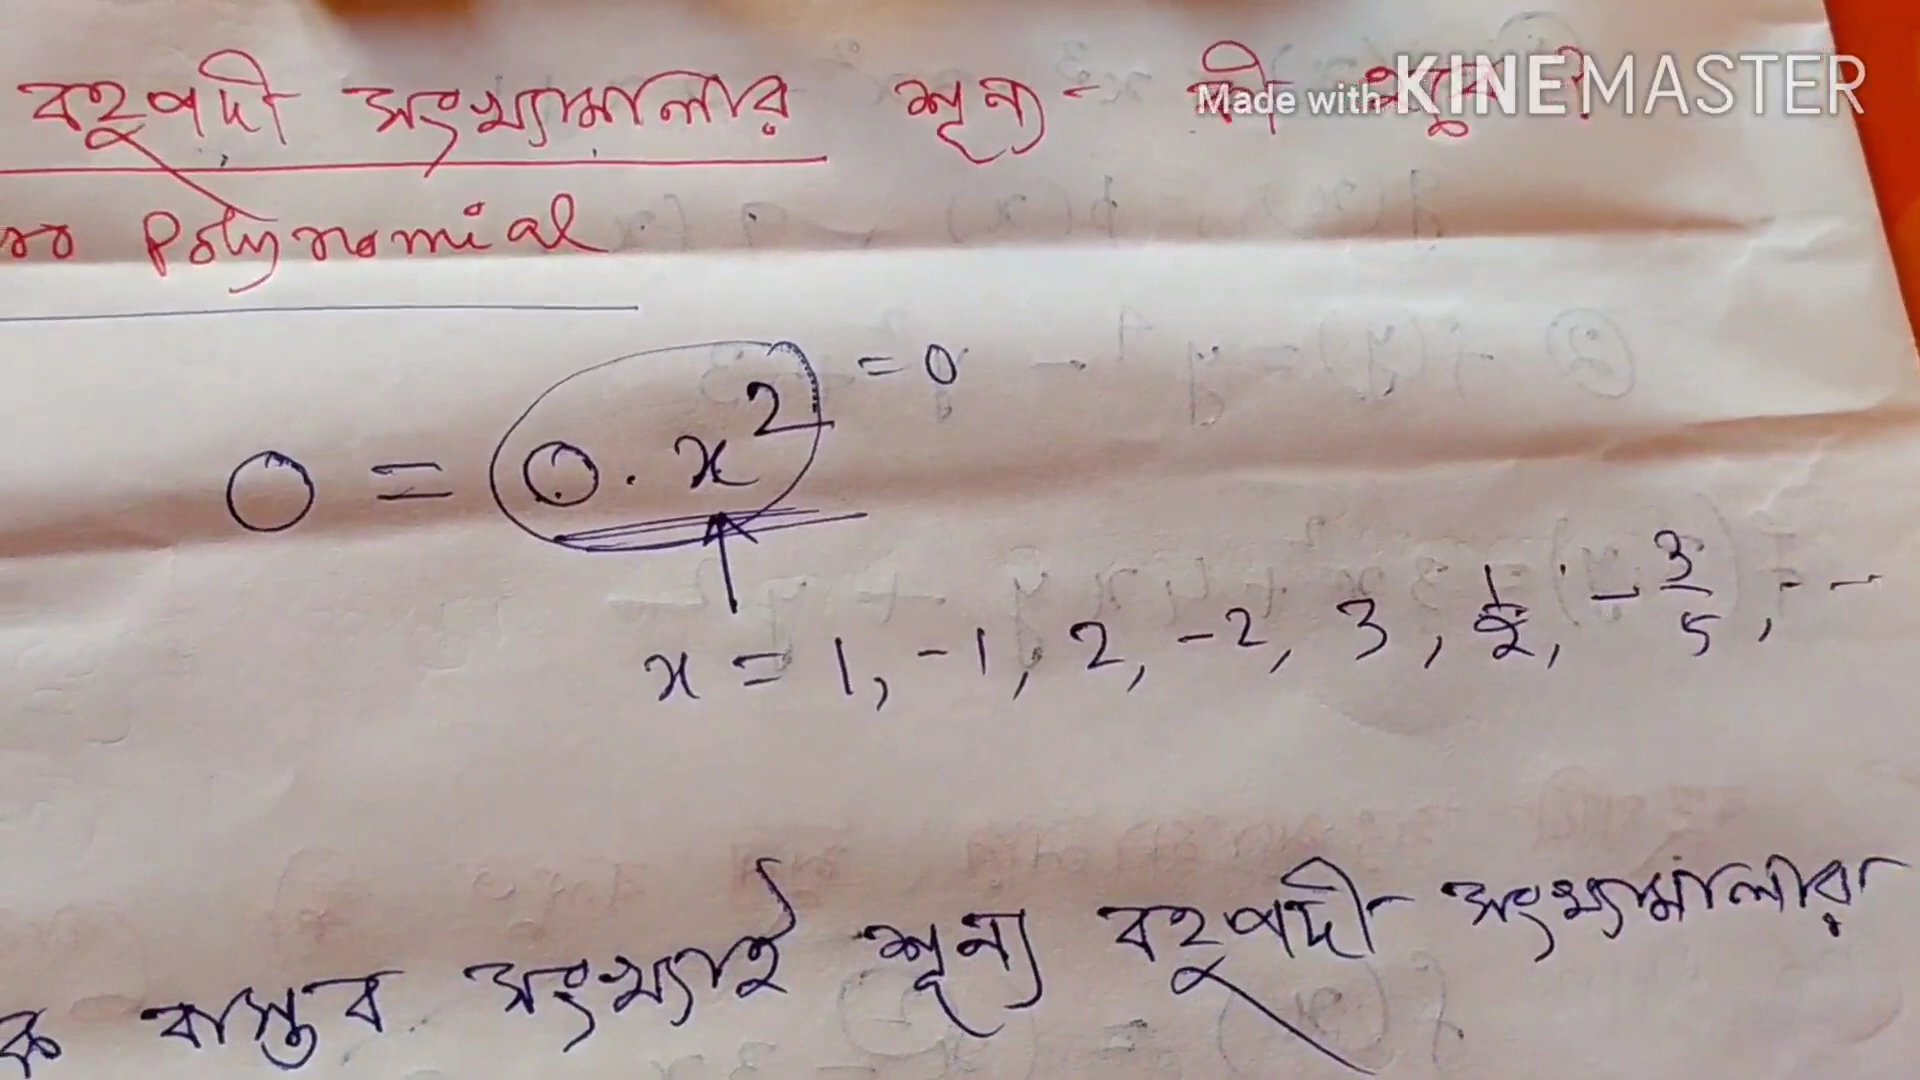 বহুপদী সংখ্যামালার শূন্য - কী
Made with KINEMASTER
ro Polynomial
0 = 0. x² = 0
x = 1, -1, 2, -2, 3, 1/2, -3/5, - -
ক বাস্তব সংখ্যাই শূন্য বহুপদী সংখ্যামালার